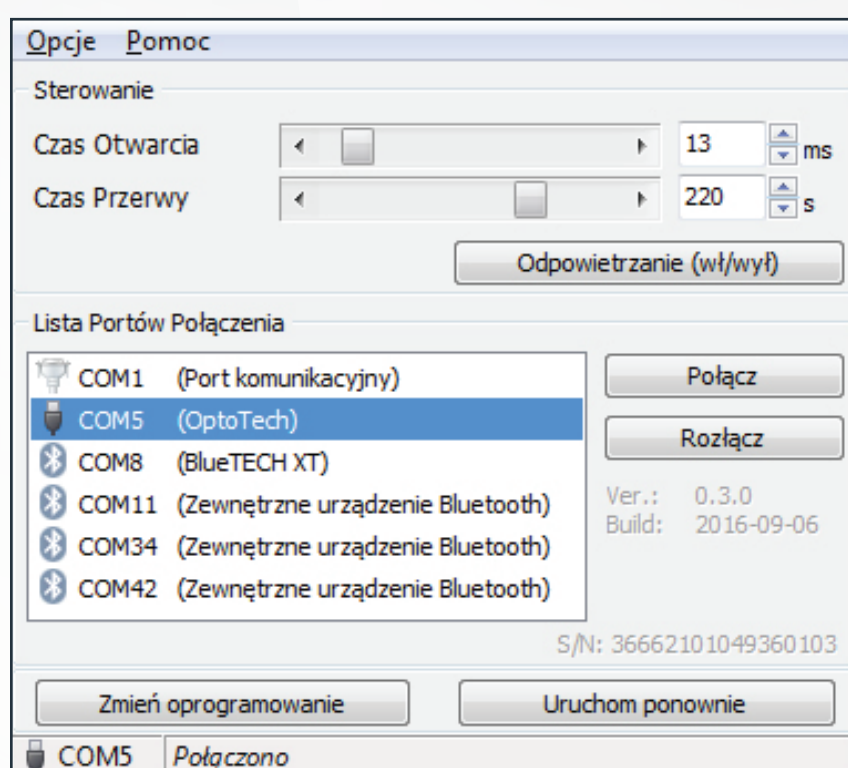 Opcje Pomoc
Sterowanie
Czas Otwarcia 13 ms
Czas Przerwy 220 s
Odpowietrzanie (wł/wył)
Lista Portów Połączenia
COM1 (Port komunikacyjny)
COM5 (OptoTech)
COM8 (BlueTECH XT)
COM11 (Zewnętrzne urządzenie Bluetooth)
COM34 (Zewnętrzne urządzenie Bluetooth)
COM42 (Zewnętrzne urządzenie Bluetooth)
Połącz
Rozłącz
Ver.: 0.3.0
Build: 2016-09-06
S/N: 36662101049360103
Zmień oprogramowanie Uruchom ponownie
COM5 Połączono